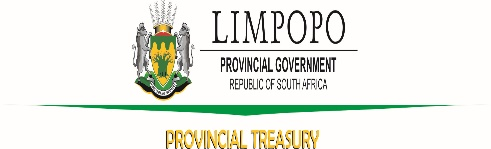 LIMPOPO
PROVINCIAL GOVERNMENT
REPUBLIC OF SOUTH AFRICA
PROVINCIAL TREASURY